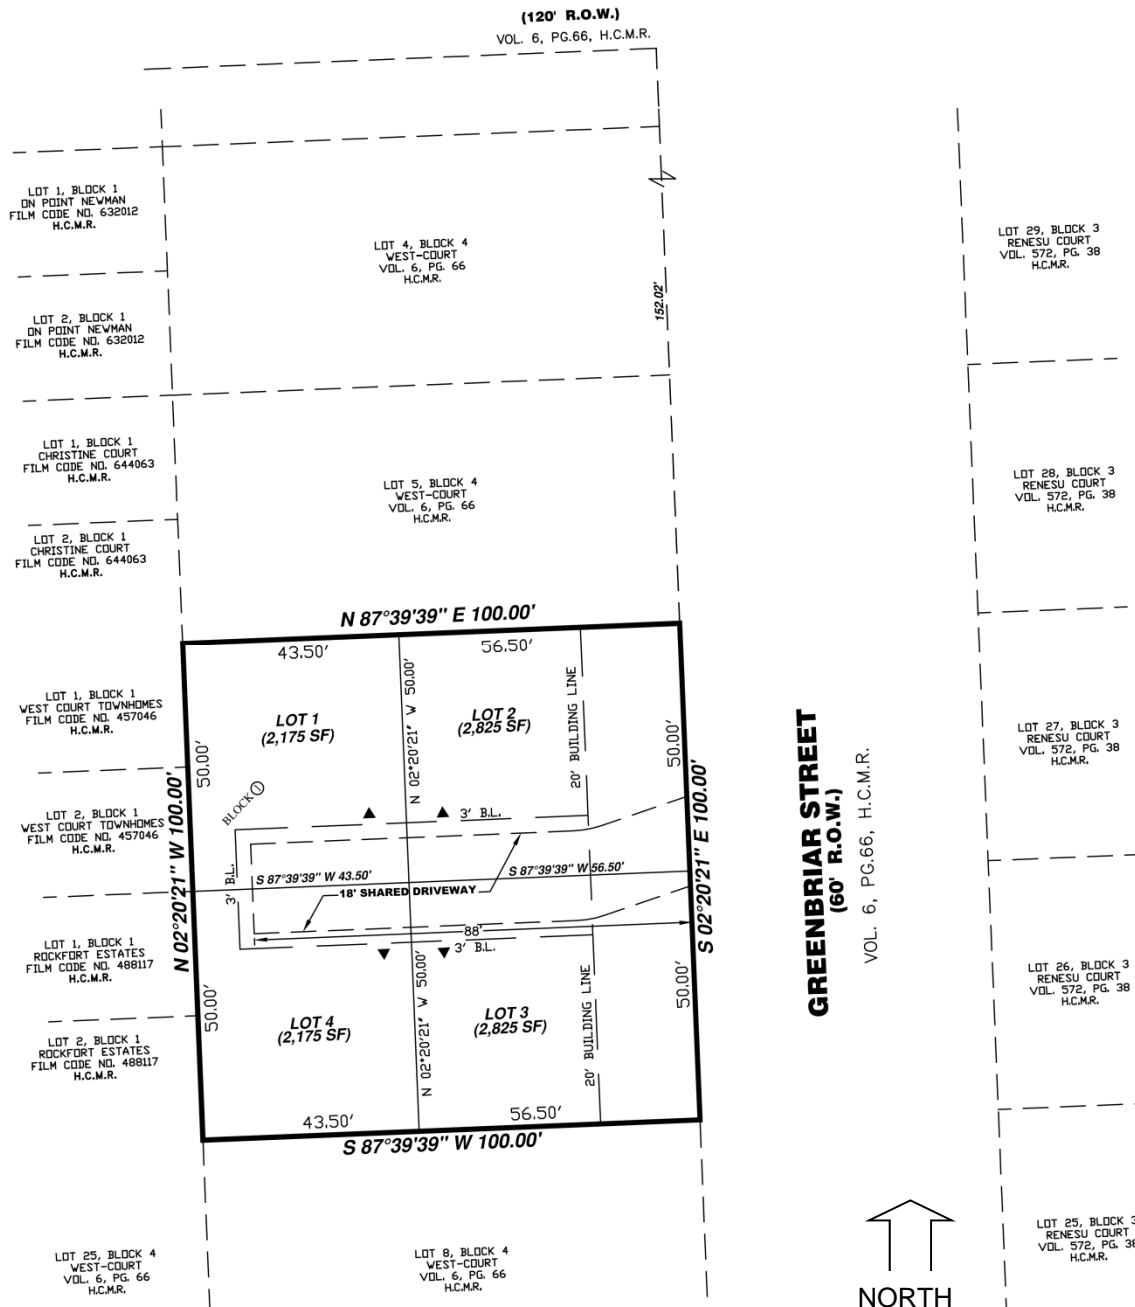 (120' R.O.W.)
VOL. 6, PG.66, H.C.M.R.
LOT 1, BLOCK 1
ON POINT NEWMAN
FILM CODE NO. 632012
H.C.M.R.
LOT 4, BLOCK 4
WEST-COURT
VOL. 6, PG. 66
H.C.M.R.
LOT 29, BLOCK 3
RENESU COURT
VOL. 572, PG. 38
H.C.M.R.
152.02'
LOT 2, BLOCK 1
ON POINT NEWMAN
FILM CODE NO. 632012
H.C.M.R.
LOT 1, BLOCK 1
CHRISTINE COURT
FILM CODE NO. 644063
H.C.M.R.
LOT 5, BLOCK 4
WEST-COURT
VOL. 6, PG. 66
H.C.M.R.
LOT 28, BLOCK 3
RENESU COURT
VOL. 572, PG. 38
H.C.M.R.
LOT 2, BLOCK 1
CHRISTINE COURT
FILM CODE NO. 644063
H.C.M.R.
N 87°39'39" E 100.00'
43.50'
56.50'
LOT 1, BLOCK 1
WEST COURT TOWNHOMES
FILM CODE NO. 457046
H.C.M.R.
50.00'
LOT 1
(2,175 SF)
N 02°20'21" W 50.00'
LOT 2
(2,825 SF)
20' BUILDING LINE
50.00'
LOT 27, BLOCK 3
RENESU COURT
VOL. 572, PG. 38
H.C.M.R.
GREENBRIAR STREET
(60' R.O.W.)
VOL. 6, PG.66, H.C.M.R.
BLOCK 1
LOT 2, BLOCK 1
WEST COURT TOWNHOMES
FILM CODE NO. 457046
H.C.M.R.
N 02°20'21" W 100.00'
3' B.L.
3' B.L.
S 87°39'39" W 43.50'
S 87°39'39" W 56.50'
18' SHARED DRIVEWAY
S 02°20'21" E 100.00'
88'
3' B.L.
LOT 1, BLOCK 1
ROCKFORT ESTATES
FILM CODE NO. 488117
H.C.M.R.
50.00'
LOT 4
(2,175 SF)
N 02°20'21" W 50.00'
LOT 3
(2,825 SF)
20' BUILDING LINE
50.00'
LOT 26, BLOCK 3
RENESU COURT
VOL. 572, PG. 38
H.C.M.R.
LOT 2, BLOCK 1
ROCKFORT ESTATES
FILM CODE NO. 488117
H.C.M.R.
43.50'
56.50'
S 87°39'39" W 100.00'
LOT 25, BLOCK 4
WEST-COURT
VOL. 6, PG. 66
H.C.M.R.
LOT 8, BLOCK 4
WEST-COURT
VOL. 6, PG. 66
H.C.M.R.
LOT 25, BLOCK 3
RENESU COURT
VOL. 572, PG. 38
H.C.M.R.
NORTH